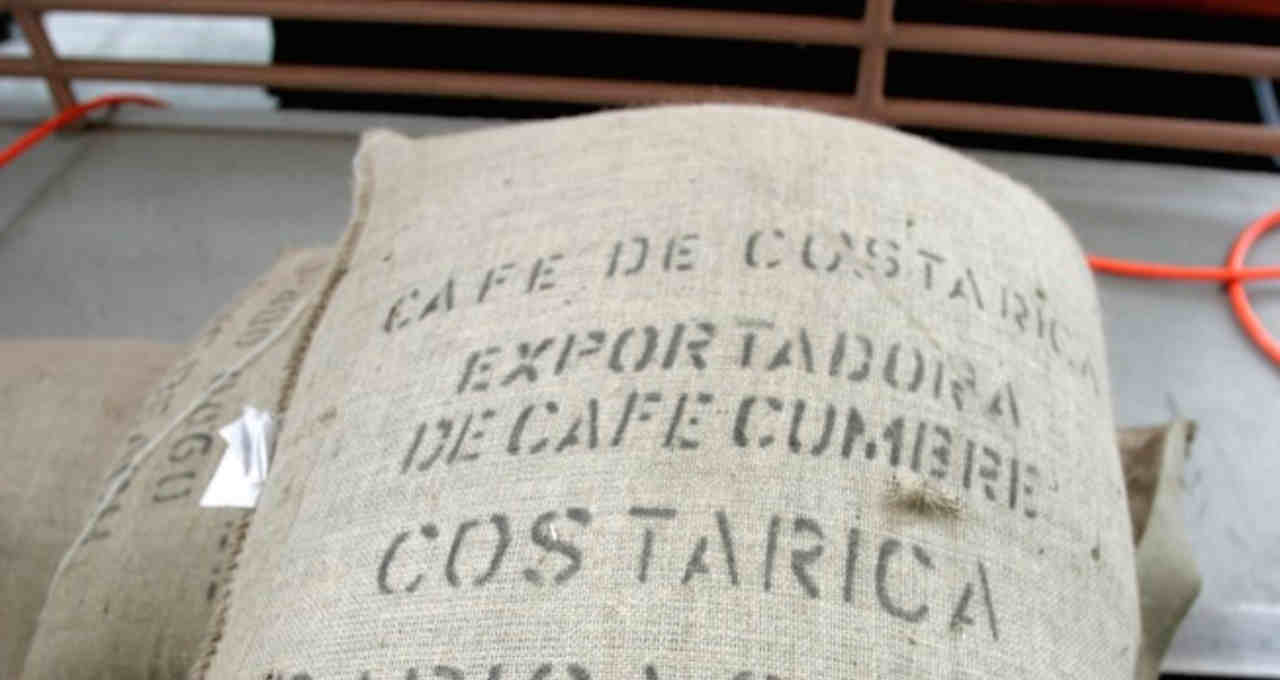 CAFE DE COSTARICA
EXPORTADORA
DE CAFE CUMBRE
COSTARICA